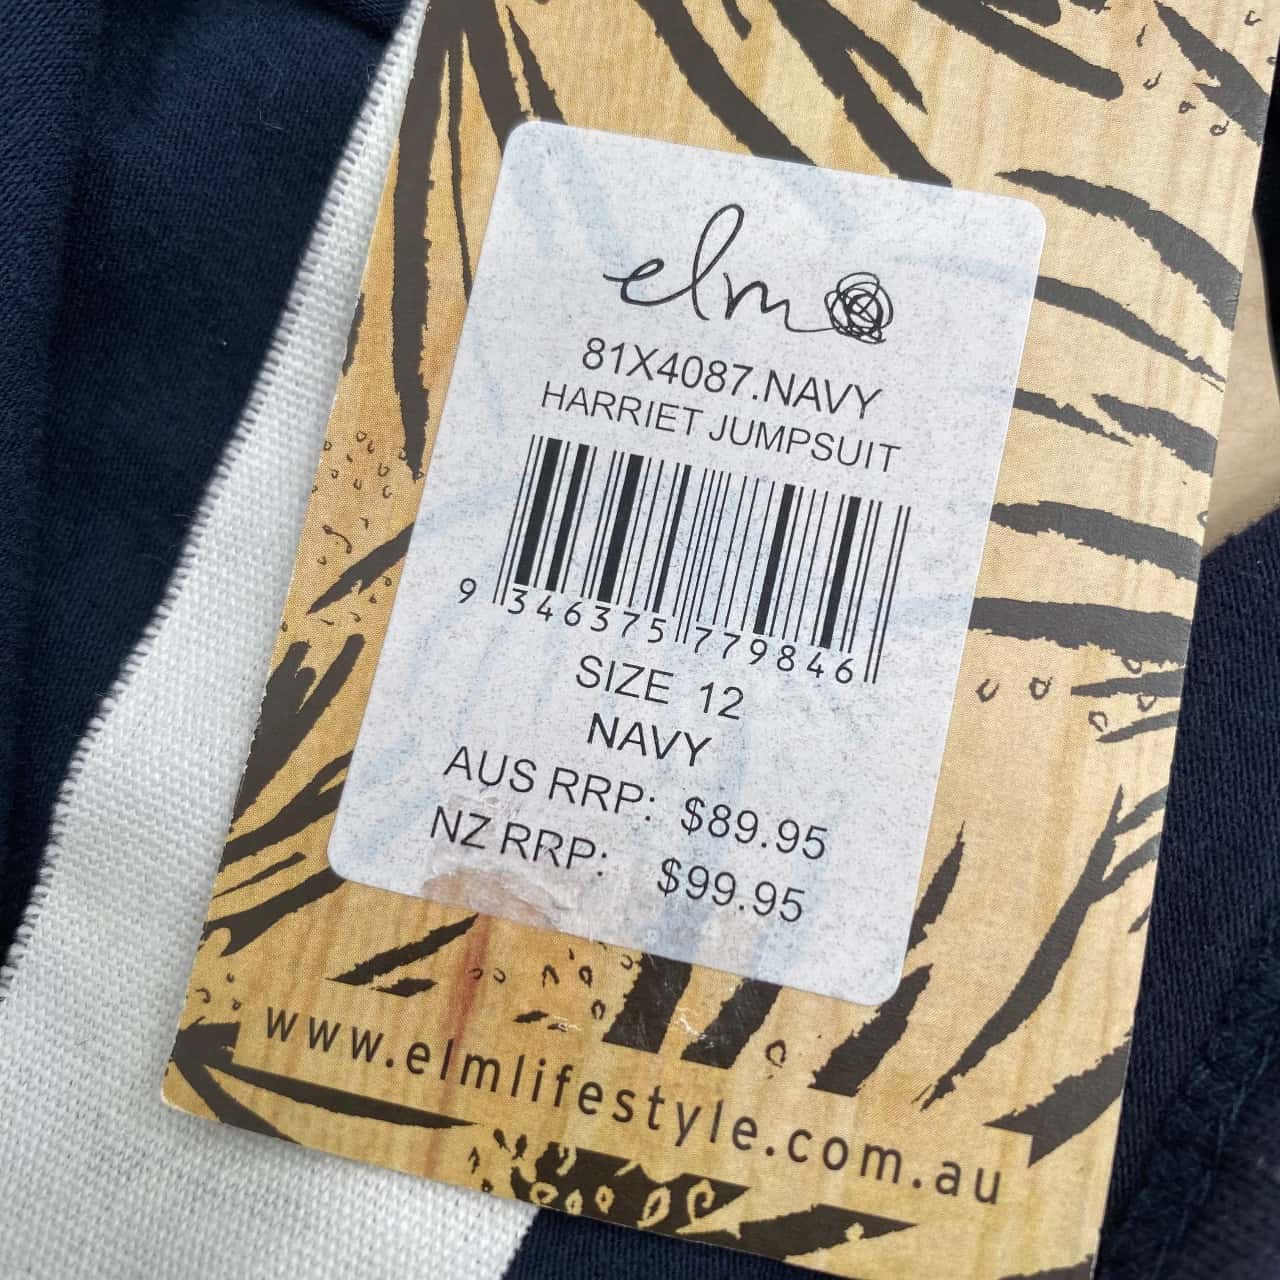 elm
81X4087.NAVY
HARRIET JUMPSUIT
9 346375 779846
SIZE 12
NAVY
AUS RRP: $89.95
NZ RRP: $99.95
www.elmlifestyle.com.au